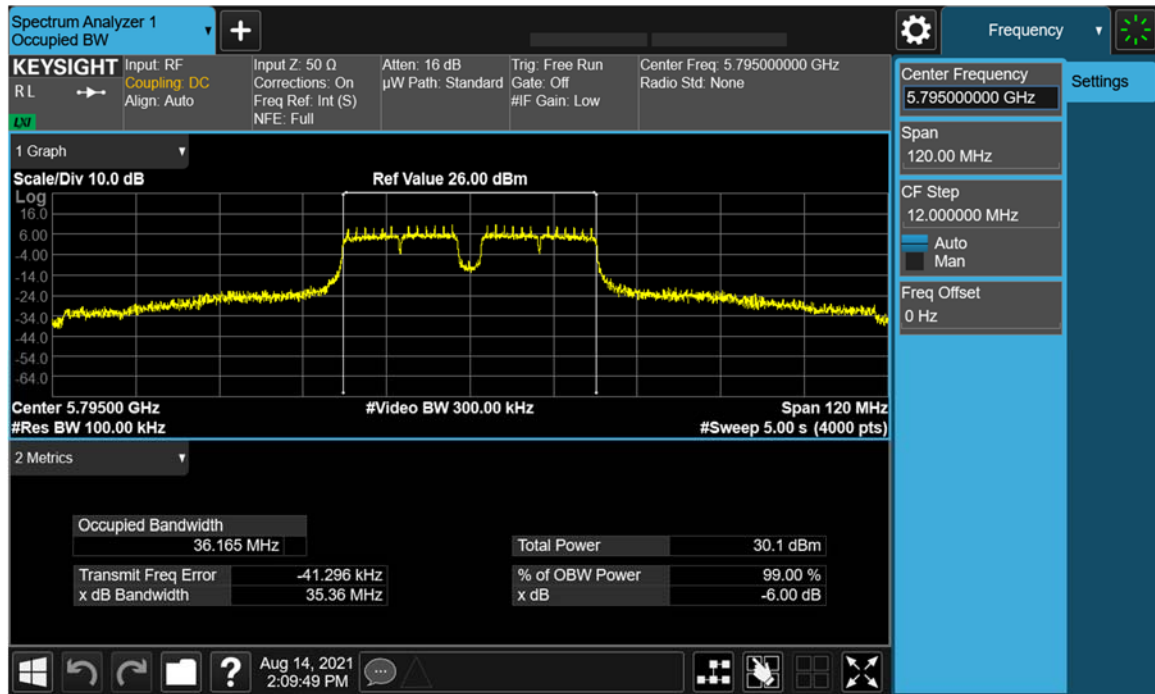 Spectrum Analyzer 1
Occupied BW
+
Frequency
KEYSIGHT
RL
LXI
Input: RF
Coupling: DC
Align: Auto
Input Z: 50 Ω
Corrections: On
Freq Ref: Int (S)
NFE: Full
Atten: 16 dB
µW Path: Standard
Trig: Free Run
Gate: Off
#IF Gain: Low
Center Freq: 5.795000000 GHz
Radio Std: None
Center Frequency
5.795000000 GHz
Settings
Span
120.00 MHz
CF Step
12.000000 MHz
Auto
Man
Freq Offset
0 Hz
1 Graph
Scale/Div 10.0 dB
Ref Value 26.00 dBm
Log
16.0
6.00
-4.00
-14.0
-24.0
-34.0
-44.0
-54.0
-64.0
Center 5.79500 GHz
#Video BW 300.00 kHz
Span 120 MHz
#Res BW 100.00 kHz
#Sweep 5.00 s (4000 pts)
2 Metrics
Occupied Bandwidth
36.165 MHz
Total Power 30.1 dBm
Transmit Freq Error -41.296 kHz
% of OBW Power 99.00 %
x dB Bandwidth 35.36 MHz
x dB -6.00 dB
?
Aug 14, 2021
2:09:49 PM